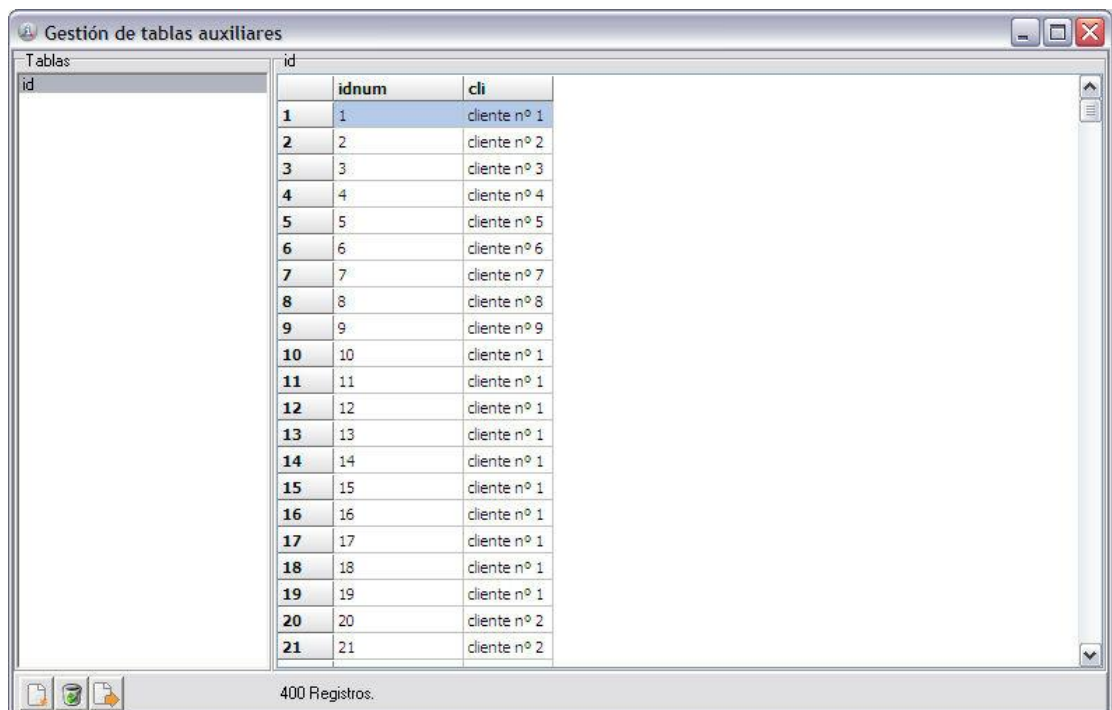 Gestión de tablas auxiliares
Tablas
id
id
idnum cli
1 1 cliente nº 1
2 2 cliente nº 2
3 3 cliente nº 3
4 4 cliente nº 4
5 5 cliente nº 5
6 6 cliente nº 6
7 7 cliente nº 7
8 8 cliente nº 8
9 9 cliente nº 9
10 10 cliente nº 1
11 11 cliente nº 1
12 12 cliente nº 1
13 13 cliente nº 1
14 14 cliente nº 1
15 15 cliente nº 1
16 16 cliente nº 1
17 17 cliente nº 1
18 18 cliente nº 1
19 19 cliente nº 1
20 20 cliente nº 2
21 21 cliente nº 2
400 Registros.